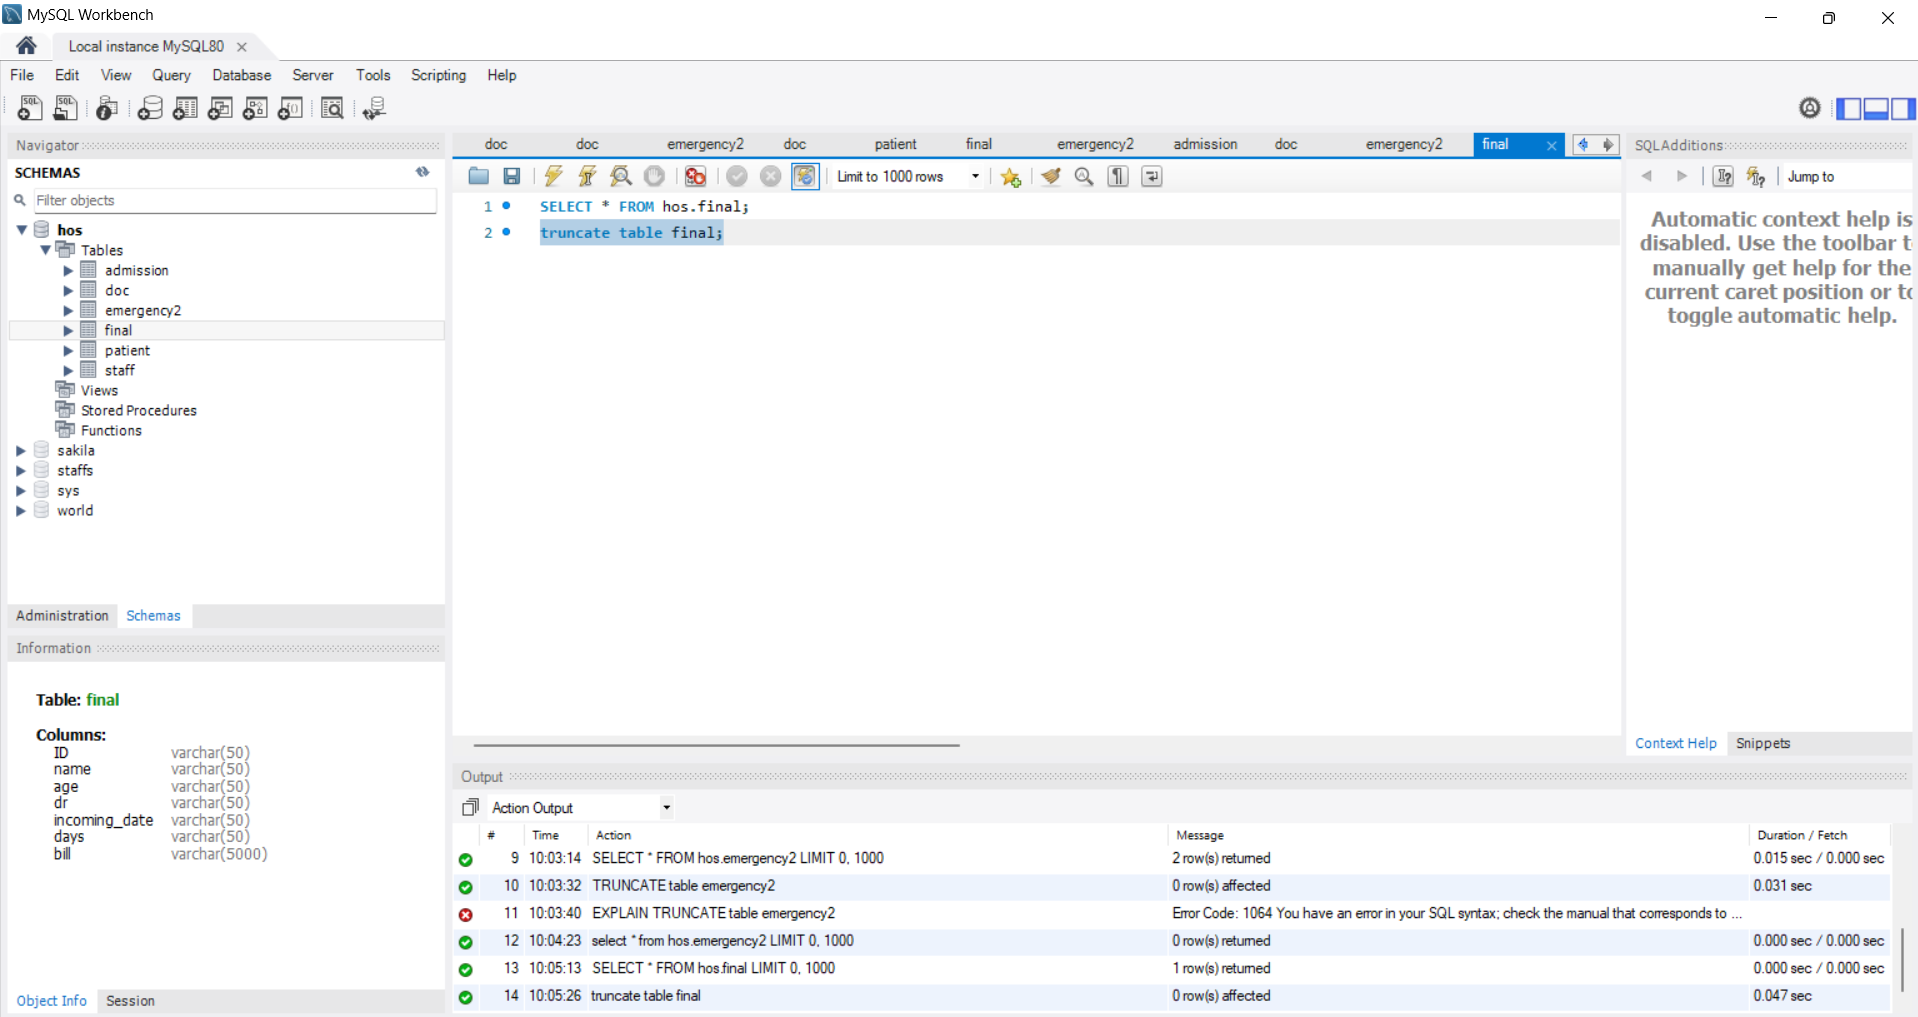 MySQL Workbench
Local instance MySQL80
File Edit View Query Database Server Tools Scripting Help
Navigator
SCHEMAS
Filter objects
hos
Tables
admission
doc
emergency2
final
patient
staff
Views
Stored Procedures
Functions
sakila
staffs
sys
world
Administration Schemas
Information
Table: final
Columns:
ID varchar(50)
name varchar(50)
age varchar(50)
dr varchar(50)
incoming_date varchar(50)
days varchar(50)
bill varchar(5000)
Object Info Session
doc doc emergency2 doc patient final emergency2 admission doc emergency2 final
Limit to 1000 rows
1 SELECT * FROM hos.final;
2 truncate table final;
SQLAdditions
Jump to
Automatic context help is
disabled. Use the toolbar t
manually get help for the
current caret position or to
toggle automatic help.
Context Help Snippets
Output
Action Output
# Time Action Message Duration / Fetch
9 10:03:14 SELECT * FROM hos.emergency2 LIMIT 0, 1000 2 row(s) returned 0.015 sec / 0.000 sec
10 10:03:32 TRUNCATE table emergency2 0 row(s) affected 0.031 sec
11 10:03:40 EXPLAIN TRUNCATE table emergency2 Error Code: 1064 You have an error in your SQL syntax; check the manual that corresponds to ...
12 10:04:23 select * from hos.emergency2 LIMIT 0, 1000 0 row(s) returned 0.000 sec / 0.000 sec
13 10:05:13 SELECT * FROM hos.final LIMIT 0, 1000 1 row(s) returned 0.000 sec / 0.000 sec
14 10:05:26 truncate table final 0 row(s) affected 0.047 sec